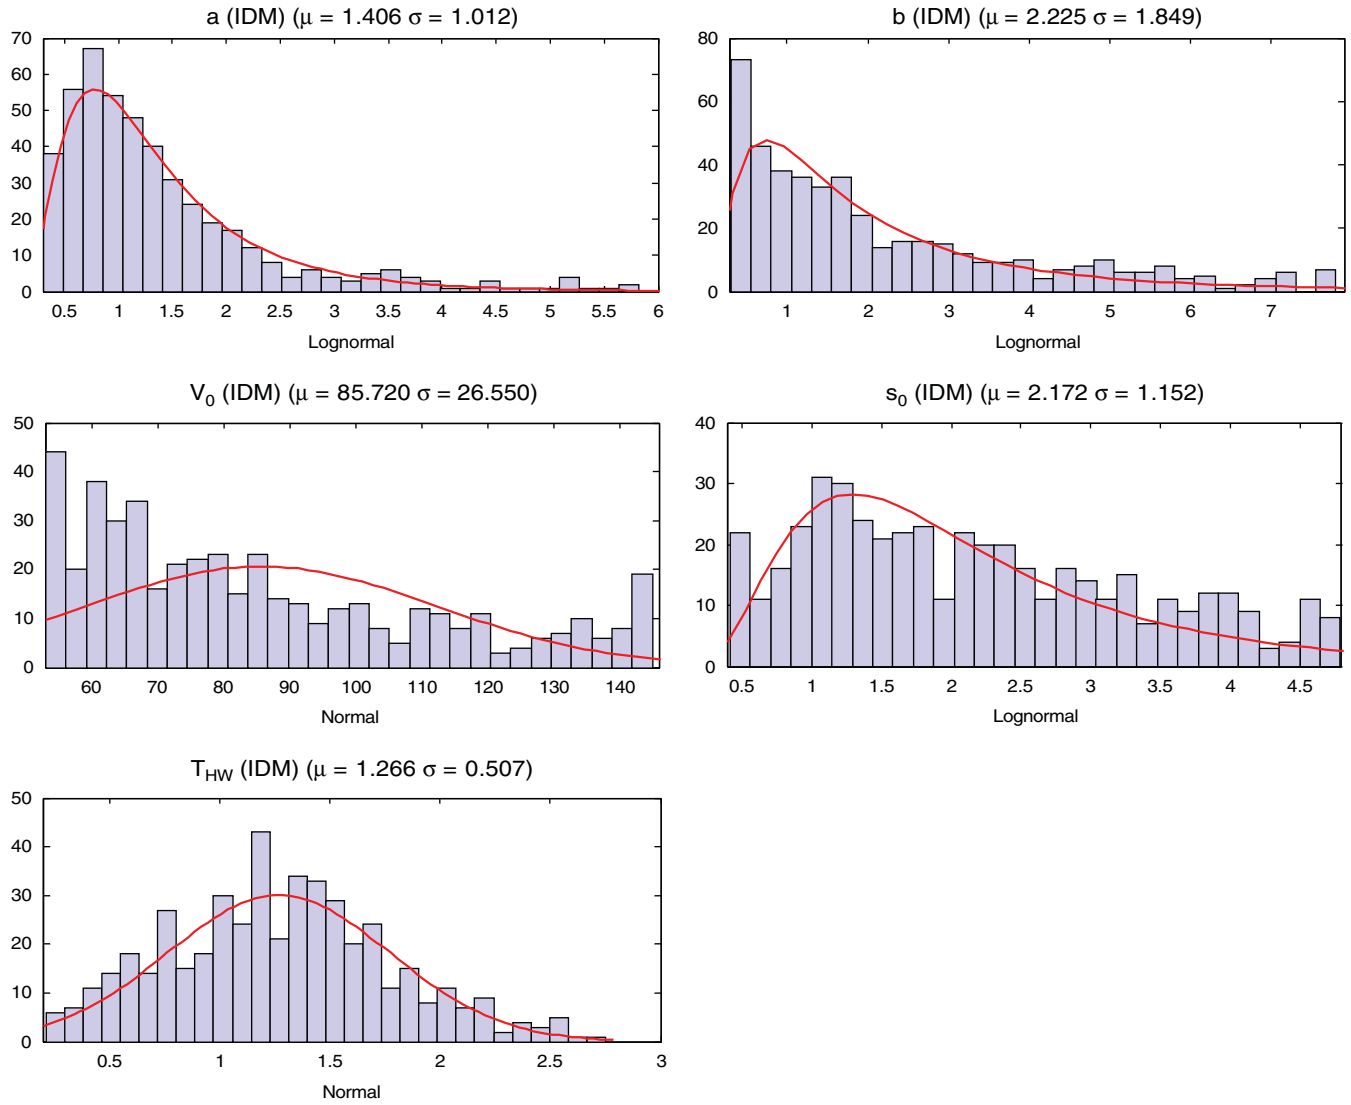 a (IDM) (μ = 1.406 σ = 1.012)
70
60
50
40
30
20
10
0
0.5 1 1.5 2 2.5 3 3.5 4 4.5 5 5.5 6
Lognormal
b (IDM) (μ = 2.225 σ = 1.849)
80
60
40
20
0
1 2 3 4 5 6 7
Lognormal
V₀ (IDM) (μ = 85.720 σ = 26.550)
50
40
30
20
10
0
60 70 80 90 100 110 120 130 140
Normal
s₀ (IDM) (μ = 2.172 σ = 1.152)
40
30
20
10
0
0.5 1 1.5 2 2.5 3 3.5 4 4.5
Lognormal
T_HW (IDM) (μ = 1.266 σ = 0.507)
50
40
30
20
10
0
0.5 1 1.5 2 2.5 3
Normal